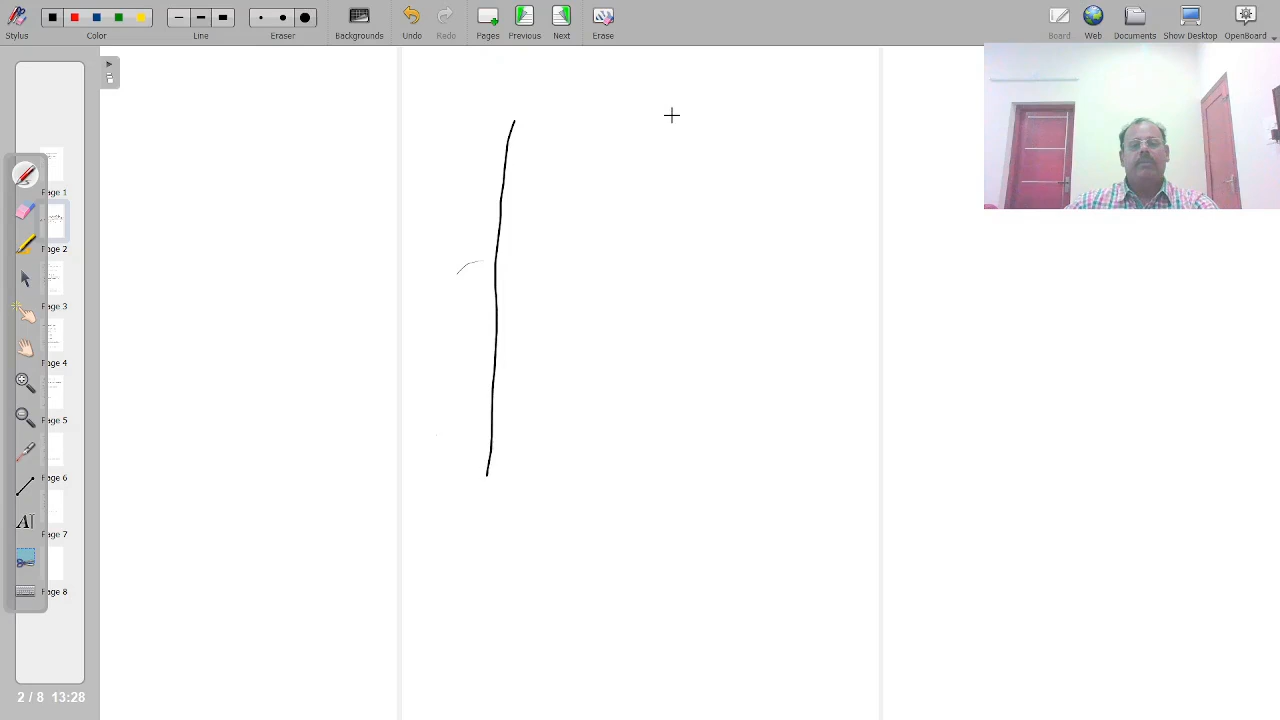 Stylus Color Line Eraser Backgrounds Undo Redo Pages Previous Next Erase Board Web Documents Show Desktop OpenBoard
Page 1
Page 2
Page 3
Page 4
Page 5
Page 6
Page 7
Page 8
2 / 8 13:28